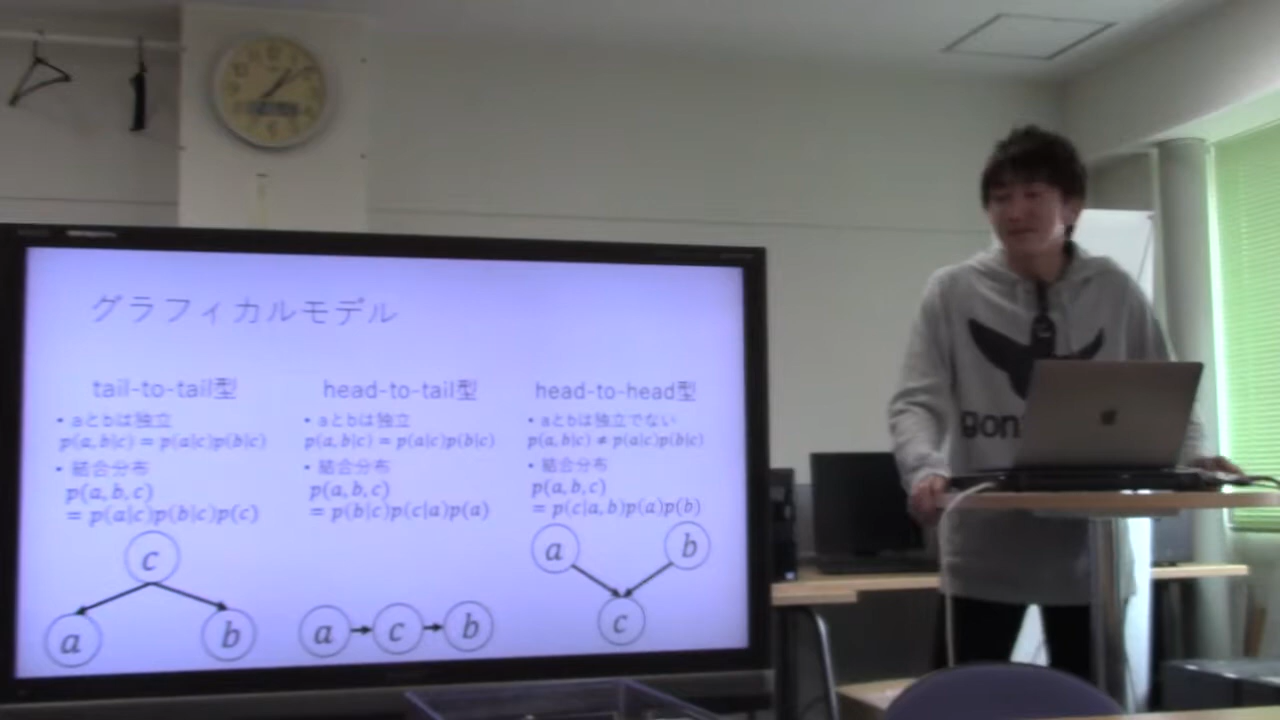 グラフィカルモデル
tail-to-tail型
・aとbは独立
p(a,b|c) = p(a|c)p(b|c)
・結合分布
p(a,b,c)
= p(a|c)p(b|c)p(c)
c
a
b
head-to-tail型
・aとbは独立
p(a,b|c) = p(a|c)p(b|c)
・結合分布
p(a,b,c)
= p(b|c)p(c|a)p(a)
a
c
b
head-to-head型
・aとbは独立でない
p(a,b|c) ≠ p(a|c)p(b|c)
・結合分布
p(a,b,c)
= p(c|a,b)p(a)p(b)
a
b
c